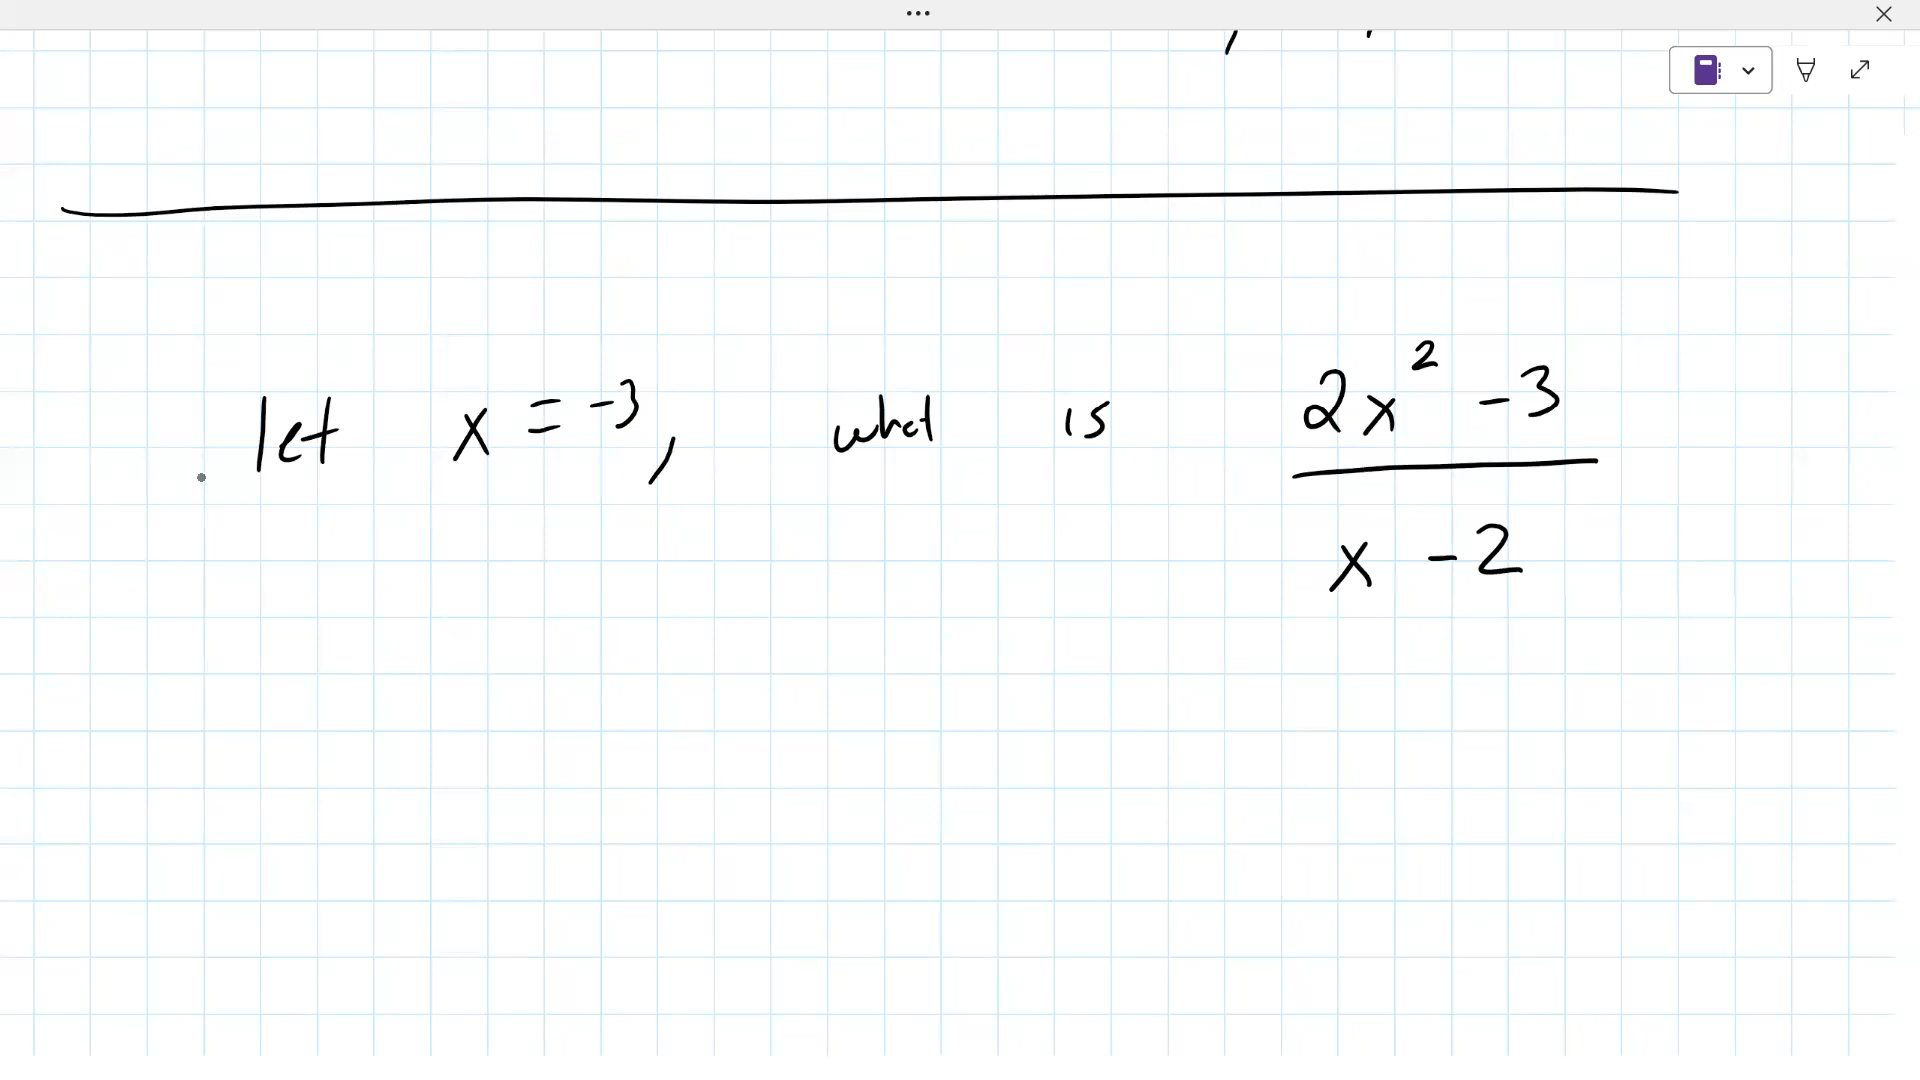 let x = -3, what is (2x² - 3)/(x - 2)